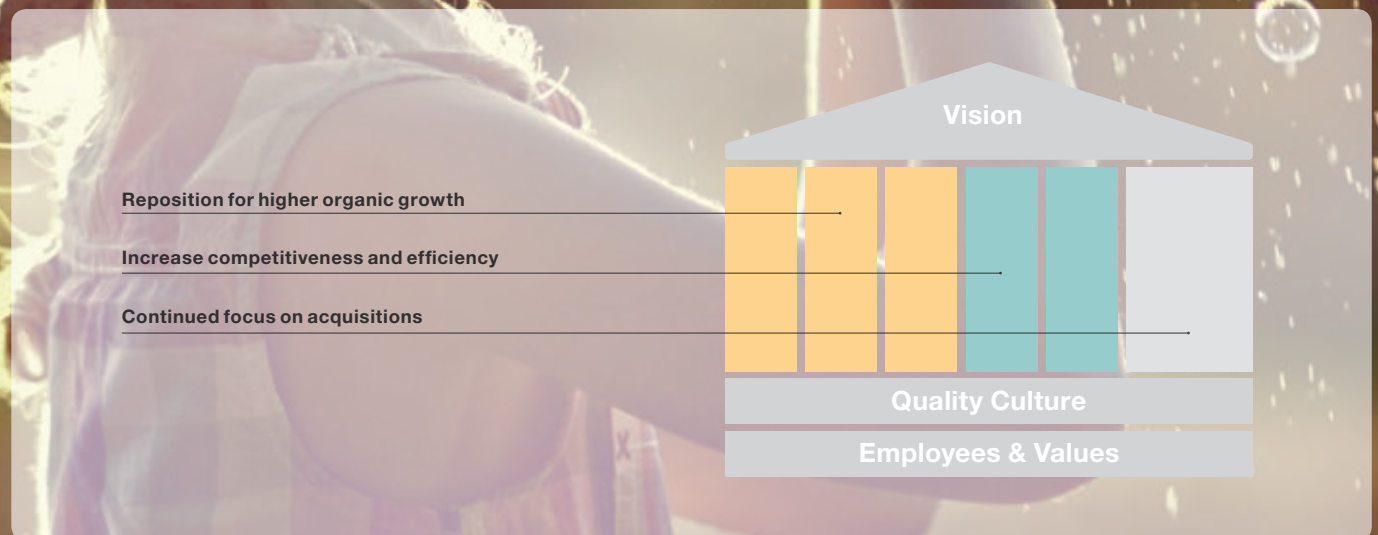 Vision
Reposition for higher organic growth
Increase competitiveness and efficiency
Continued focus on acquisitions
Quality Culture
Employees & Values